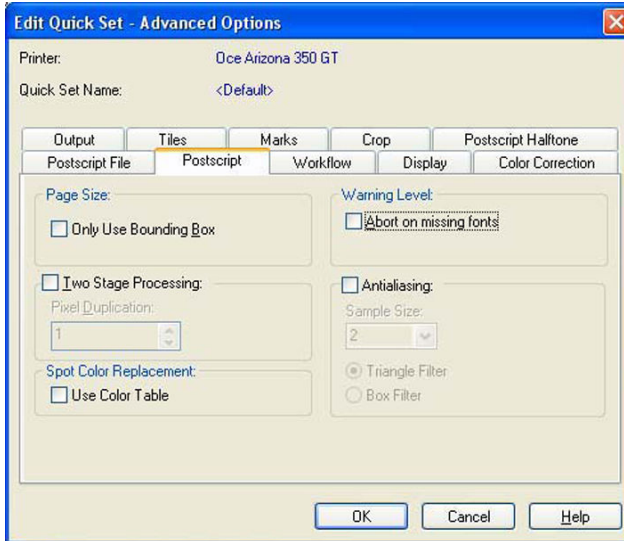 Edit Quick Set - Advanced Options
Printer: Oce Arizona 350 GT
Quick Set Name: <Default>
Output Tiles Marks Crop Postscript Halftone
Postscript File Postscript Workflow Display Color Correction
Page Size:
Only Use Bounding Box
Warning Level:
Abort on missing fonts
Two Stage Processing:
Pixel Duplication:
1
Antialiasing:
Sample Size:
2
Triangle Filter
Box Filter
Spot Color Replacement:
Use Color Table
OK Cancel Help